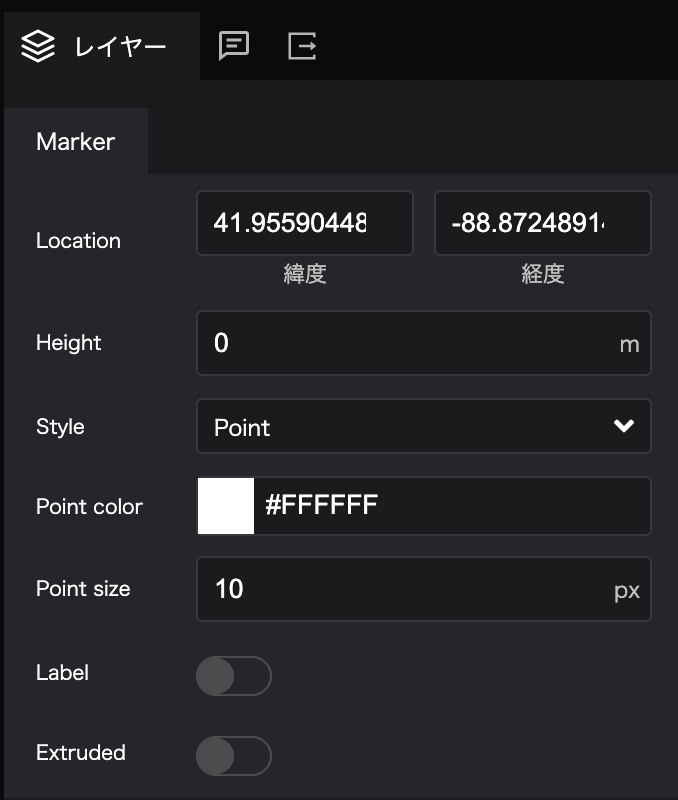 レイヤー
Marker
Location
41.95590448
-88.8724891
緯度
経度
Height
0
m
Style
Point
Point color
#FFFFFF
Point size
10
px
Label
Extruded